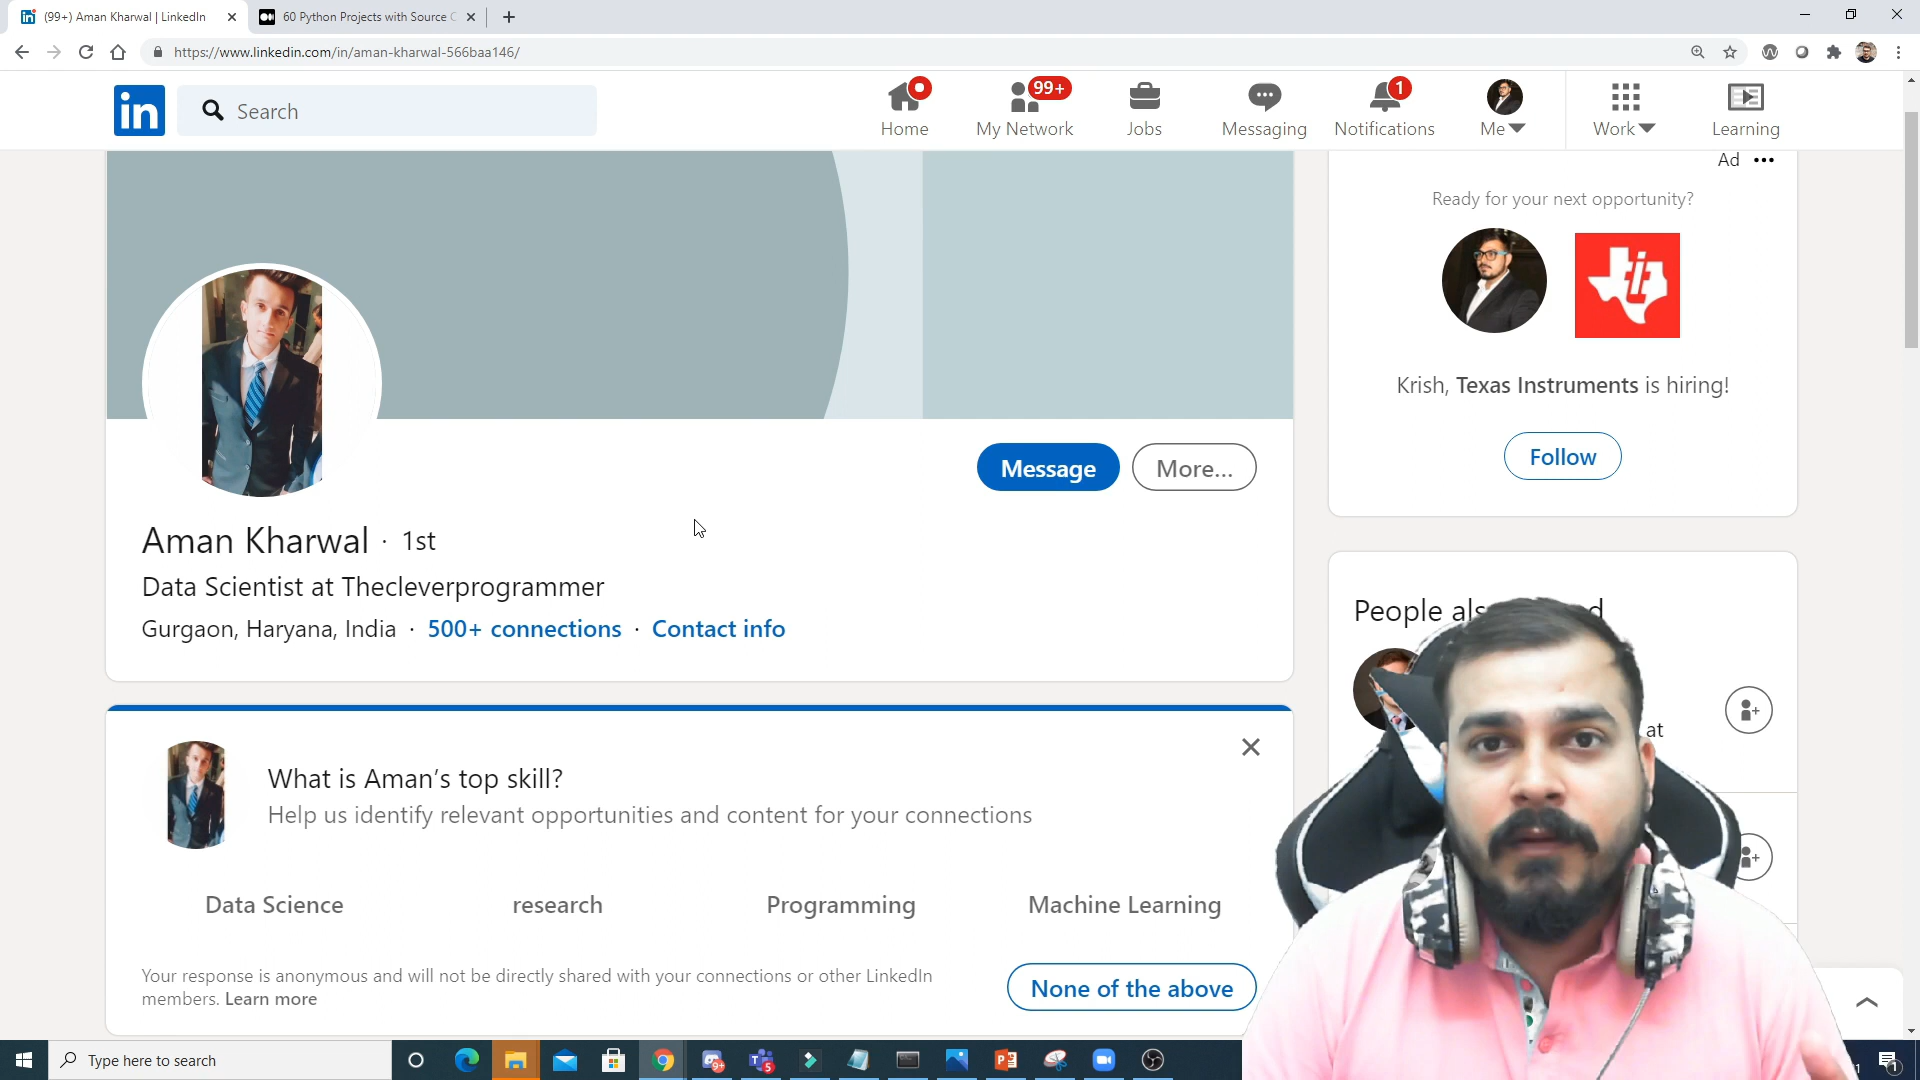 (99+) Aman Kharwal | LinkedIn
60 Python Projects with Source C
https://www.linkedin.com/in/aman-kharwal-566baa146/
in
Search
Home
99+
My Network
Jobs
Messaging
1
Notifications
Me
Work
Learning
Ad
Ready for your next opportunity?
Krish, Texas Instruments is hiring!
Follow
Message
More...
Aman Kharwal · 1st
Data Scientist at Thecleverprogrammer
Gurgaon, Haryana, India · 500+ connections · Contact info
People als
d
at
What is Aman's top skill?
Help us identify relevant opportunities and content for your connections
Data Science
research
Programming
Machine Learning
Your response is anonymous and will not be directly shared with your connections or other LinkedIn
members. Learn more
None of the above
Type here to search